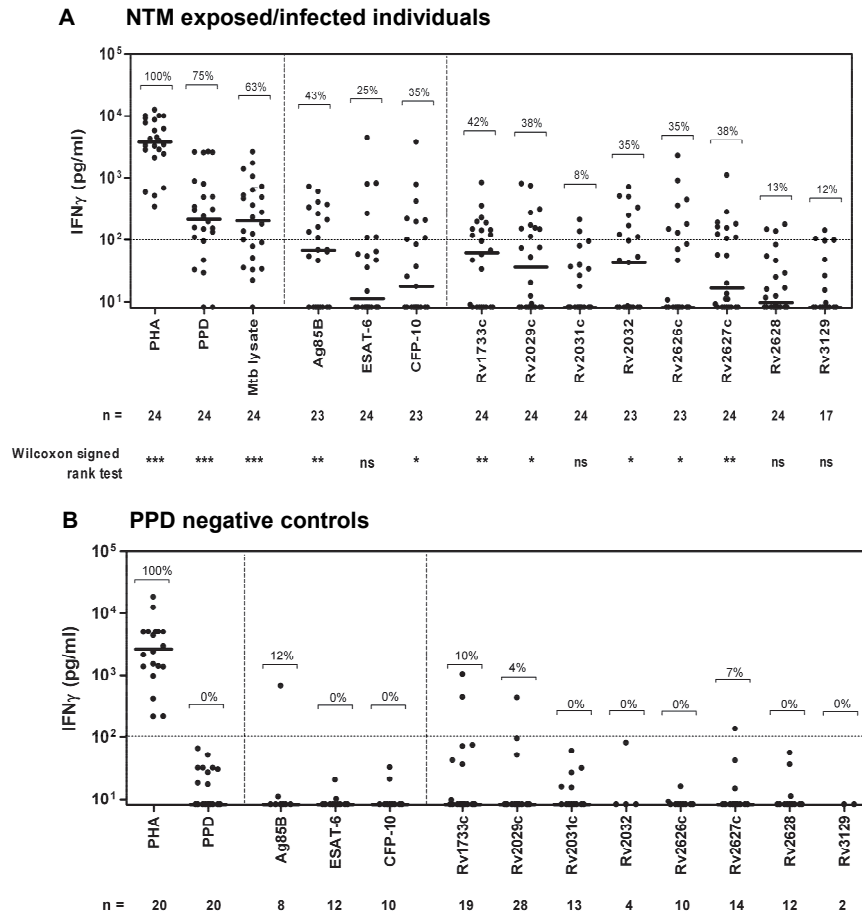 A NTM exposed/infected individuals
IFNγ (pg/ml)
10⁵
10⁴
10³
10²
10¹
100%
75%
63%
43%
25%
35%
42%
38%
8%
35%
35%
38%
13%
12%
PHA
PPD
Mtb lysate
Ag85B
ESAT-6
CFP-10
Rv1733c
Rv2029c
Rv2031c
Rv2032
Rv2626c
Rv2627c
Rv2628
Rv3129
n = 24 24 24 23 24 23 24 24 24 23 23 24 24 17
Wilcoxon signed
rank test *** *** *** ** ns * ** * ns * * ** ns ns
B PPD negative controls
IFNγ (pg/ml)
10⁵
10⁴
10³
10²
10¹
100%
0%
12%
0%
0%
10%
4%
0%
0%
0%
7%
0%
0%
PHA
PPD
Ag85B
ESAT-6
CFP-10
Rv1733c
Rv2029c
Rv2031c
Rv2032
Rv2626c
Rv2627c
Rv2628
Rv3129
n = 20 20 8 12 10 19 28 13 4 10 14 12 2